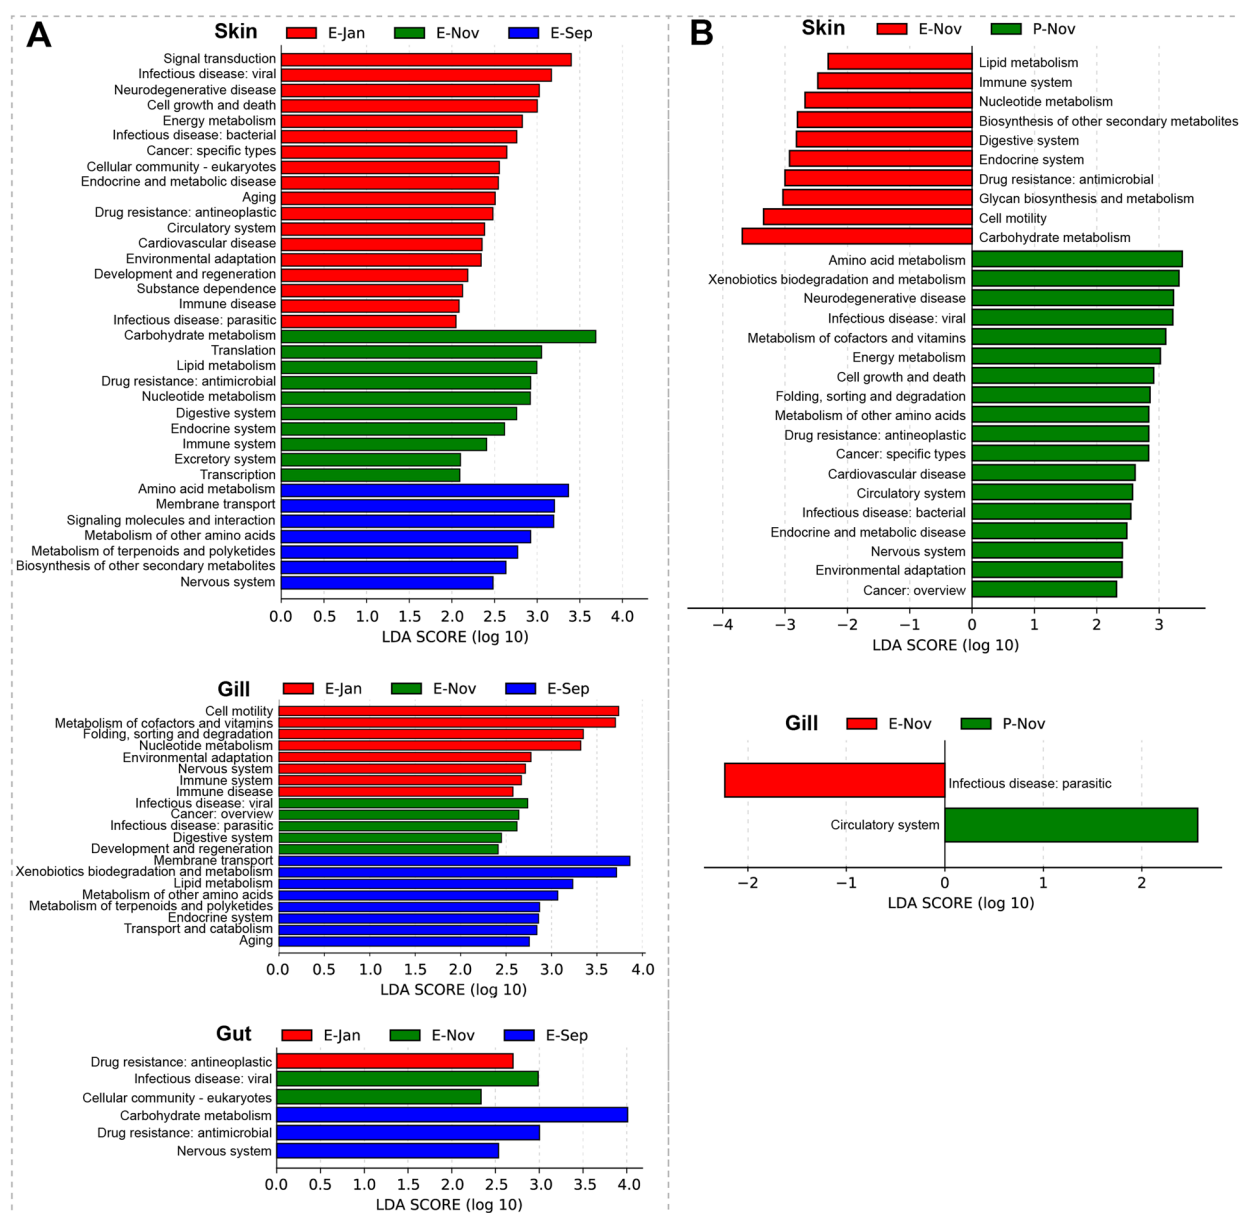 A
Skin
E-Jan
E-Nov
E-Sep
Signal transduction
Infectious disease: viral
Neurodegenerative disease
Cell growth and death
Energy metabolism
Infectious disease: bacterial
Cancer: specific types
Cellular community - eukaryotes
Endocrine and metabolic disease
Aging
Drug resistance: antineoplastic
Circulatory system
Cardiovascular disease
Environmental adaptation
Development and regeneration
Substance dependence
Immune disease
Infectious disease: parasitic
Carbohydrate metabolism
Translation
Lipid metabolism
Drug resistance: antimicrobial
Nucleotide metabolism
Digestive system
Endocrine system
Immune system
Excretory system
Transcription
Amino acid metabolism
Membrane transport
Signaling molecules and interaction
Metabolism of other amino acids
Metabolism of terpenoids and polyketides
Biosynthesis of other secondary metabolites
Nervous system
0.0 0.5 1.0 1.5 2.0 2.5 3.0 3.5 4.0
LDA SCORE (log 10)
Gill
E-Jan
E-Nov
E-Sep
Cell motility
Metabolism of cofactors and vitamins
Folding, sorting and degradation
Nucleotide metabolism
Environmental adaptation
Nervous system
Immune system
Immune disease
Infectious disease: viral
Cancer: overview
Infectious disease: parasitic
Digestive system
Development and regeneration
Membrane transport
Xenobiotics biodegradation and metabolism
Lipid metabolism
Metabolism of other amino acids
Metabolism of terpenoids and polyketides
Endocrine system
Transport and catabolism
Aging
0.0 0.5 1.0 1.5 2.0 2.5 3.0 3.5 4.0
LDA SCORE (log 10)
Gut
E-Jan
E-Nov
E-Sep
Drug resistance: antineoplastic
Infectious disease: viral
Cellular community - eukaryotes
Carbohydrate metabolism
Drug resistance: antimicrobial
Nervous system
0.0 0.5 1.0 1.5 2.0 2.5 3.0 3.5 4.0
LDA SCORE (log 10)
B
Skin
E-Nov
P-Nov
Lipid metabolism
Immune system
Nucleotide metabolism
Biosynthesis of other secondary metabolites
Digestive system
Endocrine system
Drug resistance: antimicrobial
Glycan biosynthesis and metabolism
Cell motility
Carbohydrate metabolism
Amino acid metabolism
Xenobiotics biodegradation and metabolism
Neurodegenerative disease
Infectious disease: viral
Metabolism of cofactors and vitamins
Energy metabolism
Cell growth and death
Folding, sorting and degradation
Metabolism of other amino acids
Drug resistance: antineoplastic
Cancer: specific types
Cardiovascular disease
Circulatory system
Infectious disease: bacterial
Endocrine and metabolic disease
Nervous system
Environmental adaptation
Cancer: overview
−4 −3 −2 −1 0 1 2 3
LDA SCORE (log 10)
Gill
E-Nov
P-Nov
Infectious disease: parasitic
Circulatory system
−2 −1 0 1 2
LDA SCORE (log 10)